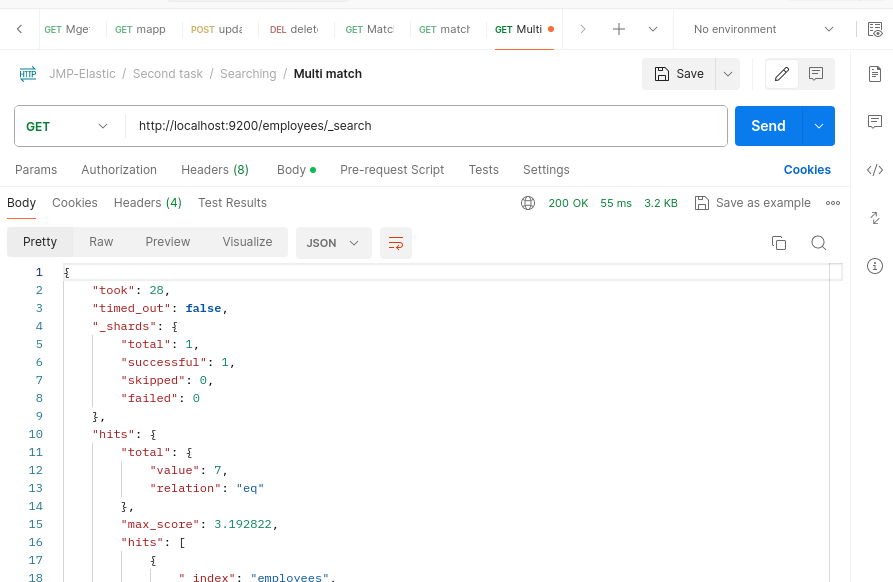 GET Mge GET mapp POST upda DEL delet GET Matc GET match GET Multi No environment
JMP-Elastic / Second task / Searching / Multi match Save
GET http://localhost:9200/employees/_search Send
Params Authorization Headers (8) Body Pre-request Script Tests Settings Cookies
Body Cookies Headers (4) Test Results 200 OK 55 ms 3.2 KB Save as example
Pretty Raw Preview Visualize JSON
1 {
2 "took": 28,
3 "timed_out": false,
4 "_shards": {
5 "total": 1,
6 "successful": 1,
7 "skipped": 0,
8 "failed": 0
9 },
10 "hits": {
11 "total": {
12 "value": 7,
13 "relation": "eq"
14 },
15 "max_score": 3.192822,
16 "hits": [
17 {
18 "_index": "employees",